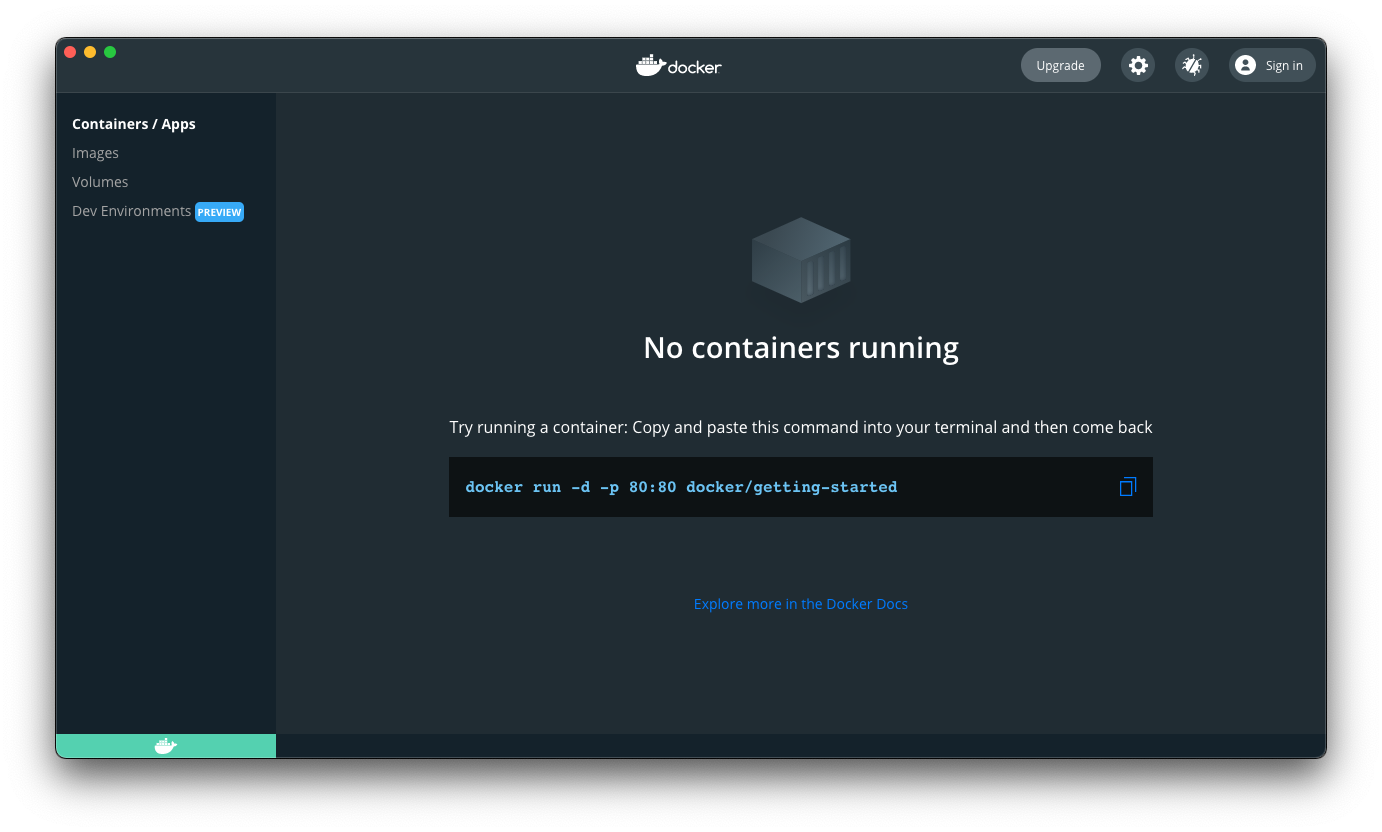 docker
Upgrade
Sign in
Containers / Apps
Images
Volumes
Dev Environments PREVIEW
No containers running
Try running a container: Copy and paste this command into your terminal and then come back
docker run -d -p 80:80 docker/getting-started
Explore more in the Docker Docs